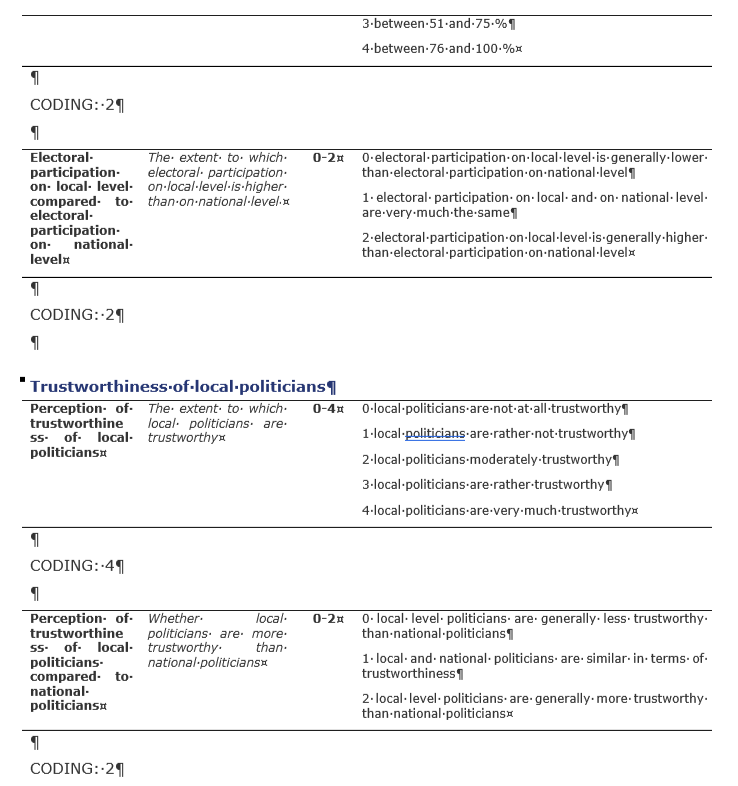 3·between·51·and·75·%¶
4·between·76·and·100·%¤
¶
CODING:·2¶
¶
Electoral·
participation·
on· local· level·
compared· to·
electoral·
participation·
on· national·
level¤
The· extent· to· which·
electoral· participation·
on·local·level·is·higher·
than·on·national·level·¤
0-2¤
0·electoral·participation·on·local·level·is·generally·lower·
than·electoral·participation·on·national·level¶
1· electoral· participation· on· local· and· on· national· level·
are·very·much·the·same¶
2·electoral·participation·on·local·level·is·generally·higher·
than·electoral·participation·on·national·level¤
¶
CODING:·2¶
¶
Trustworthiness·of·local·politicians¶
Perception· of·
trustworthine
ss· of· local·
politicians¤
The· extent· to· which·
local· politicians· are·
trustworthy¤
0-4¤
0·local·politicians·are·not·at·all·trustworthy¶
1·local·politicians·are·rather·not·trustworthy¶
2·local·politicians·moderately·trustworthy¶
3·local·politicians·are·rather·trustworthy¶
4·local·politicians·are·very·much·trustworthy¤
¶
CODING:·4¶
¶
Perception· of·
trustworthine
ss· of· local·
politicians·
compared· to·
national·
politicians¤
Whether· local·
politicians· are· more·
trustworthy· than·
national·politicians¤
0-2¤
0· local· level· politicians· are· generally· less· trustworthy·
than·national·politicians¶
1· local· and· national· politicians· are· similar· in· terms· of·
trustworthiness¶
2· local· level· politicians· are· generally· more· trustworthy·
than·national·politicians¤
¶
CODING:·2¶